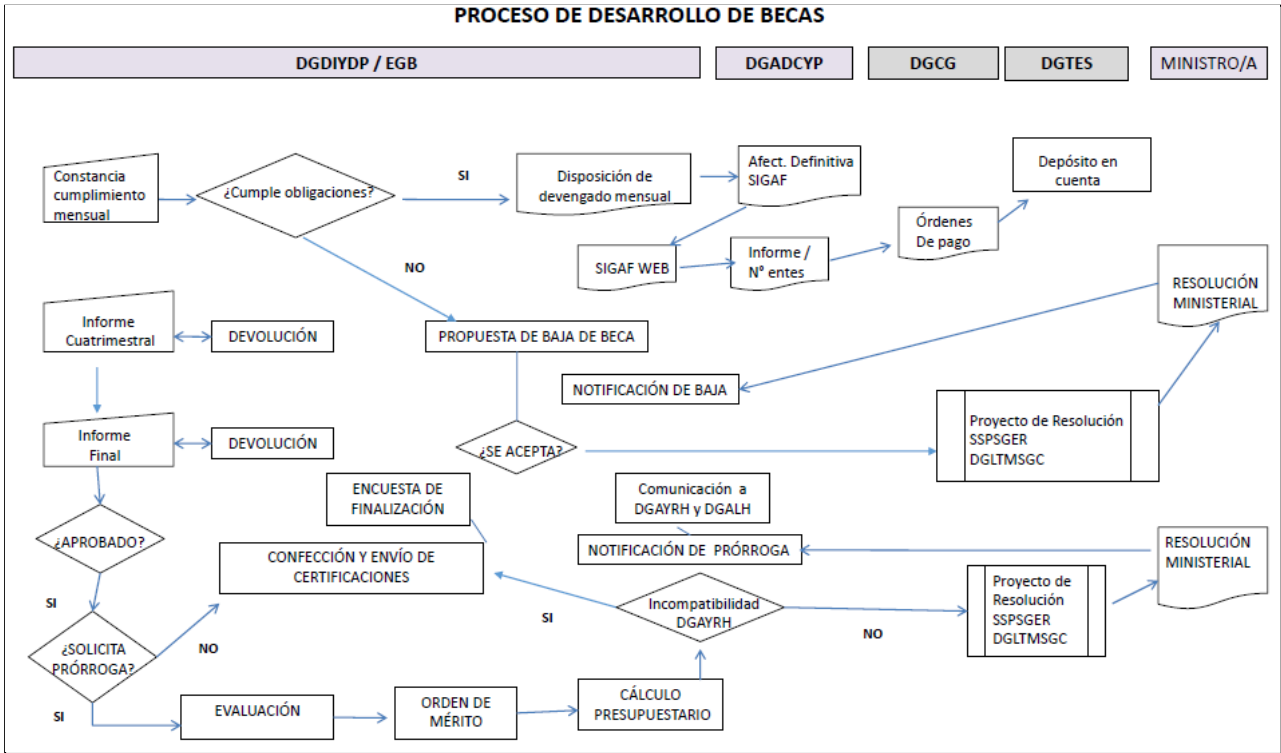 PROCESO DE DESARROLLO DE BECAS
DGDIYDP / EGB
DGADCYP
DGCG
DGTES
MINISTRO/A
Constancia
cumplimiento
mensual
¿Cumple obligaciones?
SI
Disposición de
devengado mensual
Afect. Definitiva
SIGAF
Depósito en
cuenta
Órdenes
De pago
SIGAF WEB
Informe /
N° entes
NO
RESOLUCIÓN
MINISTERIAL
Informe
Cuatrimestral
DEVOLUCIÓN
PROPUESTA DE BAJA DE BECA
NOTIFICACIÓN DE BAJA
Informe
Final
DEVOLUCIÓN
¿SE ACEPTA?
Proyecto de Resolución
SSPSGER
DGLTMSGC
ENCUESTA DE
FINALIZACIÓN
Comunicación a
DGAYRH y DGALH
¿APROBADO?
CONFECCIÓN Y ENVÍO DE
CERTIFICACIONES
NOTIFICACIÓN DE PRÓRROGA
RESOLUCIÓN
MINISTERIAL
SI
Incompatibilidad
DGAYRH
SI
NO
Proyecto de
Resolución
SSPSGER
DGLTMSGC
¿SOLICITA
PRÓRROGA?
NO
SI
EVALUACIÓN
ORDEN DE
MÉRITO
CÁLCULO
PRESUPUESTARIO